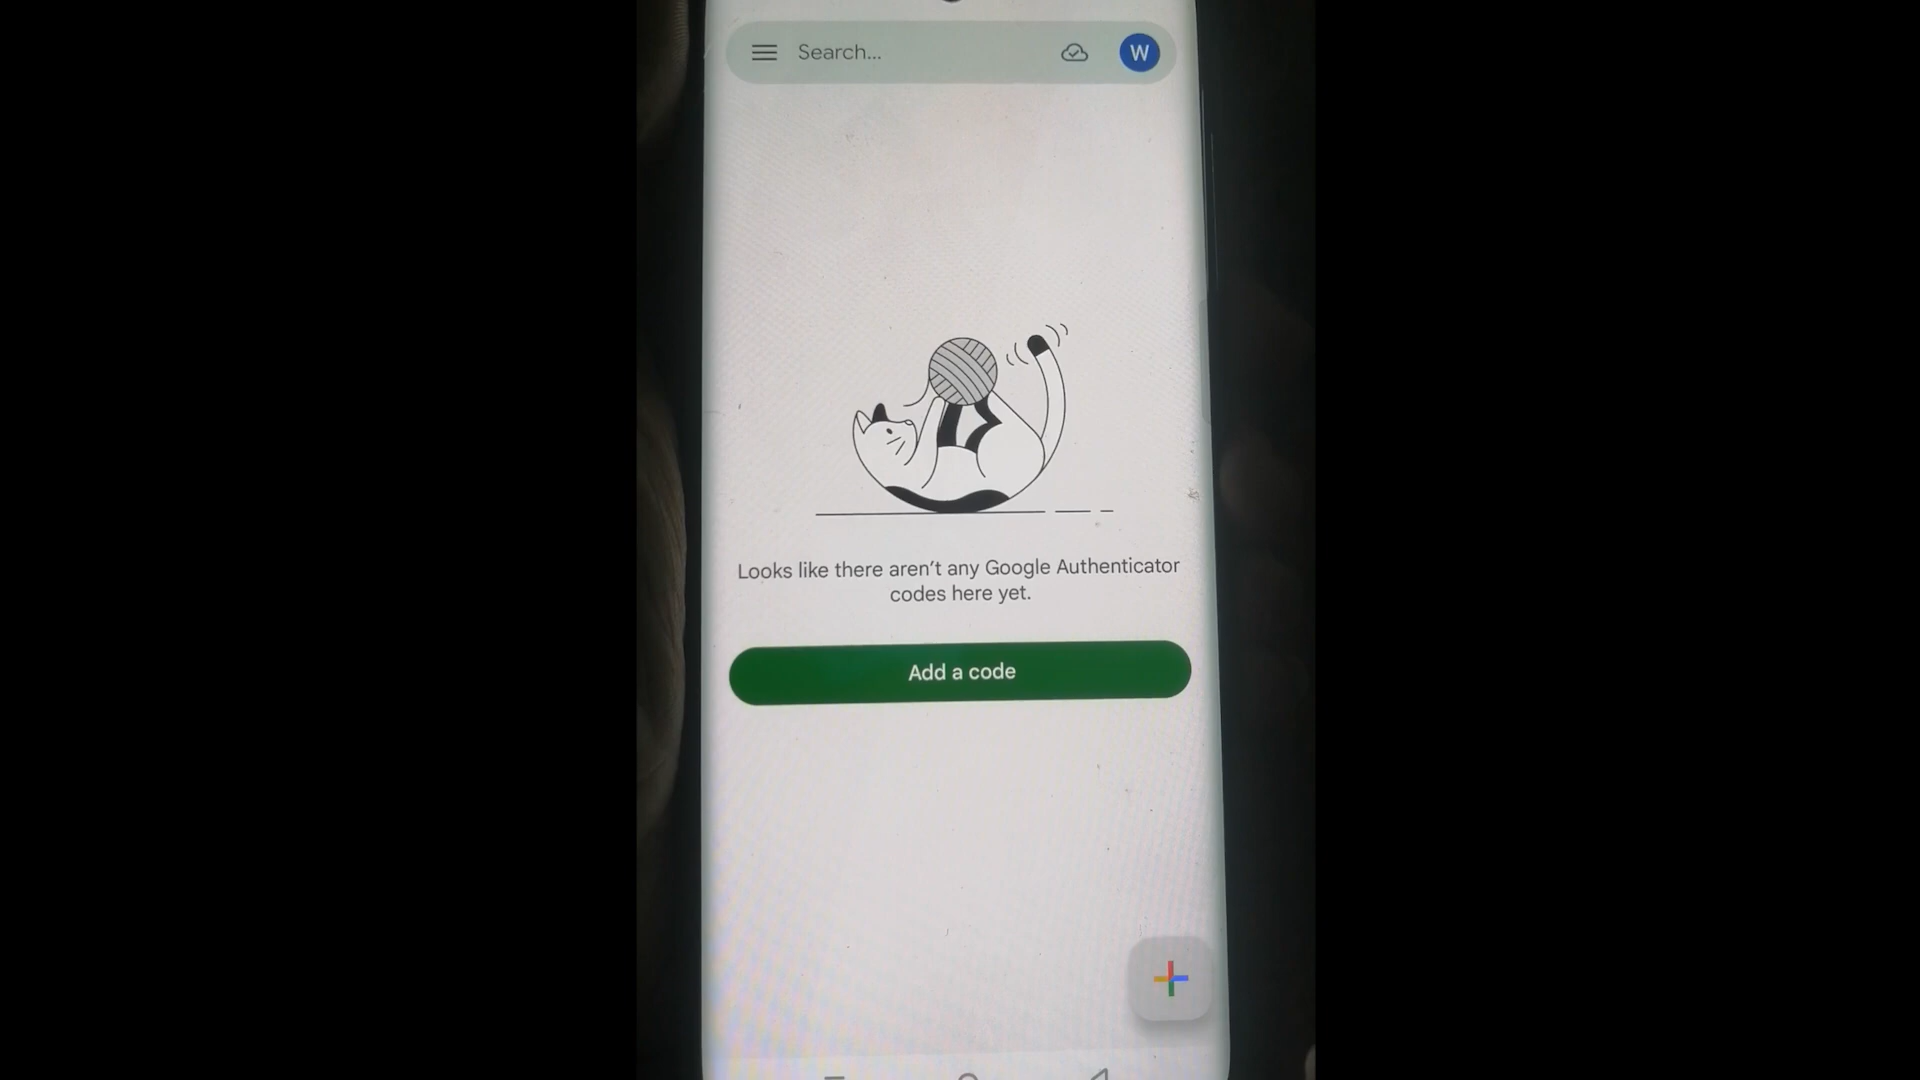 Search...
W
Looks like there aren't any Google Authenticator
codes here yet.
Add a code